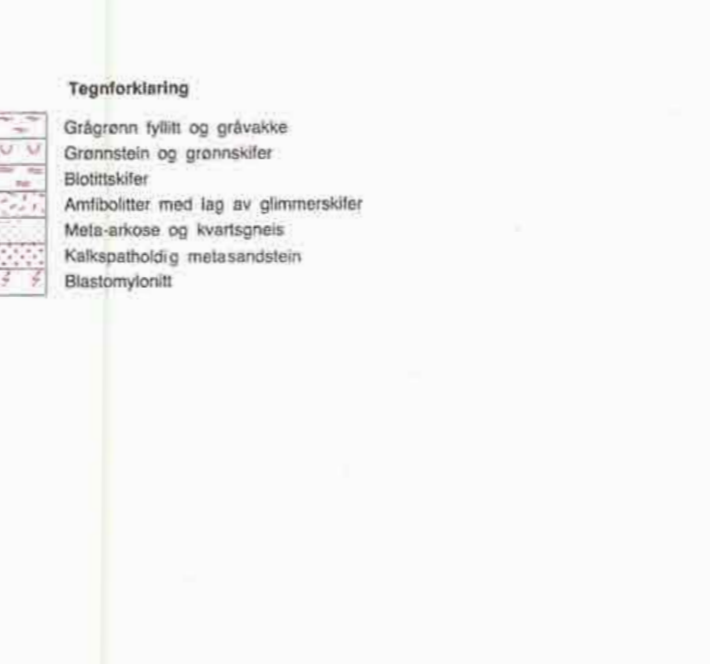 Tegnforklaring
Grågrønn fyllitt og gråvakke
Grønnstein og grønnskifer
Biotittskifer
Amfibolitter med lag av glimmerskifer
Meta-arkose og kvartsgneis
Kalkspatholdig metasandstein
Blastomylonitt